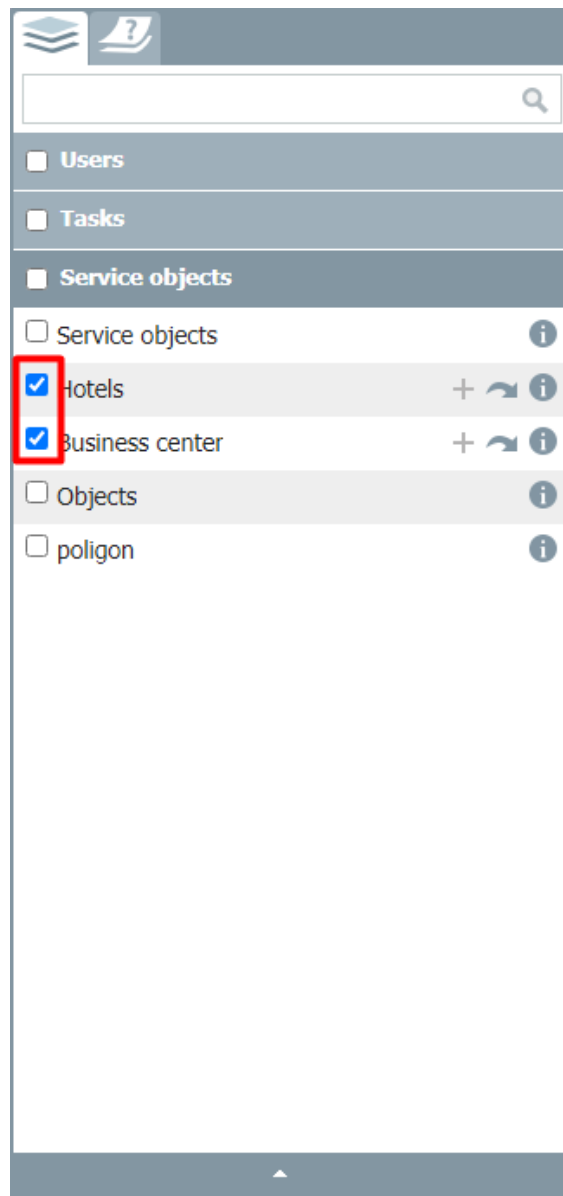 ?
Users
Tasks
Service objects
Service objects
Hotels
Business center
Objects
poligon